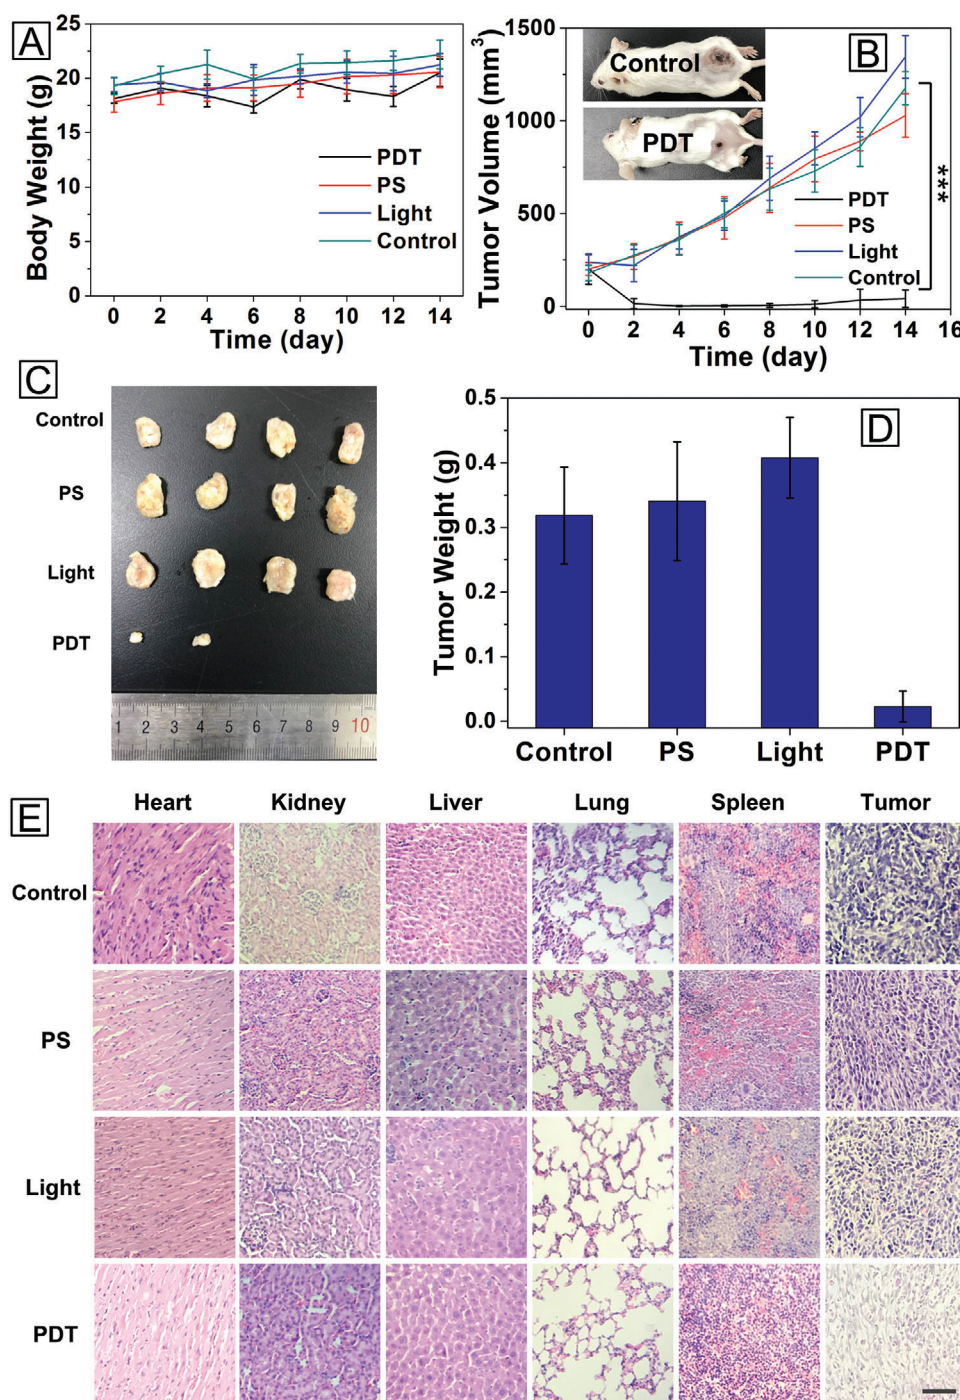 A
25
20
15
10
5
0
Body Weight (g)
PDT
PS
Light
Control
0 2 4 6 8 10 12 14
Time (day)
B
1500
1000
500
0
Tumor Volume (mm³)
Control
PDT
PDT
PS
Light
Control
***
0 2 4 6 8 10 12 14 16
Time (day)
C
Control
PS
Light
PDT
1 2 3 4 5 6 7 8 9 10
D
0.5
0.4
0.3
0.2
0.1
0.0
Tumor Weight (g)
Control PS Light PDT
E
Heart Kidney Liver Lung Spleen Tumor
Control
PS
Light
PDT